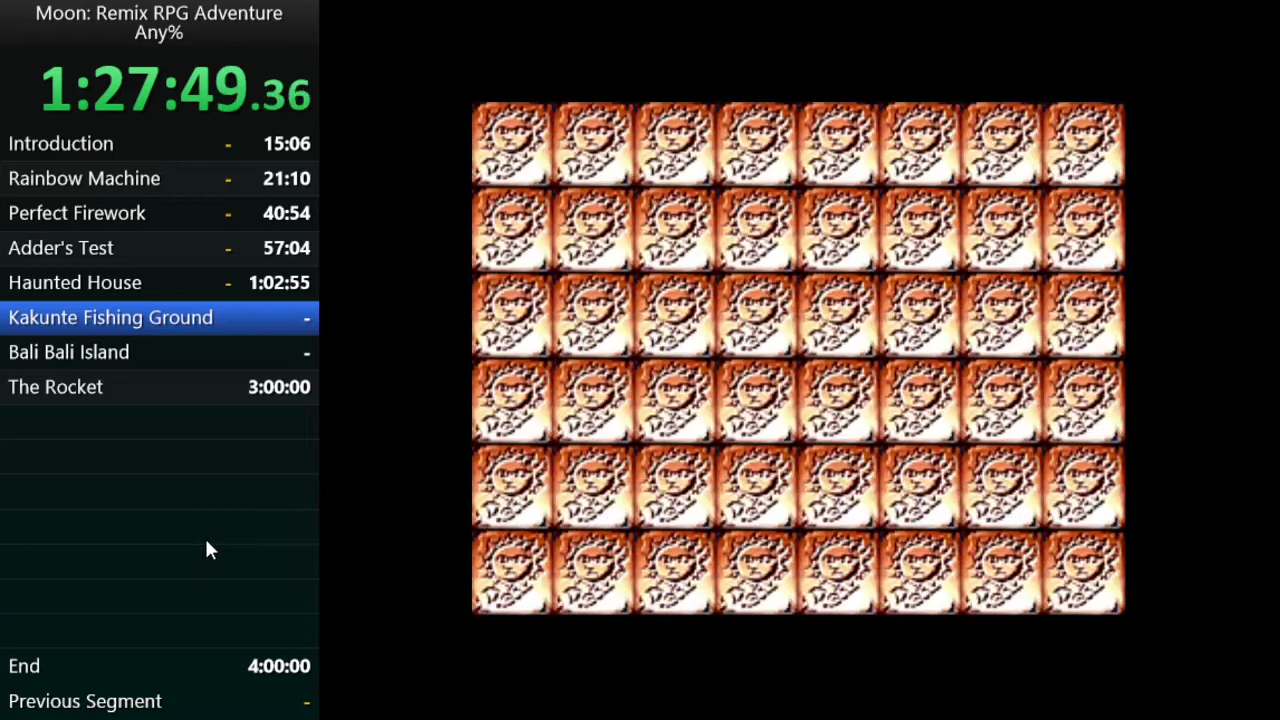 Moon: Remix RPG Adventure
Any%
1:27:49.36
Introduction - 15:06
Rainbow Machine - 21:10
Perfect Firework - 40:54
Adder's Test - 57:04
Haunted House - 1:02:55
Kakunte Fishing Ground -
Bali Bali Island -
The Rocket 3:00:00
End 4:00:00
Previous Segment -